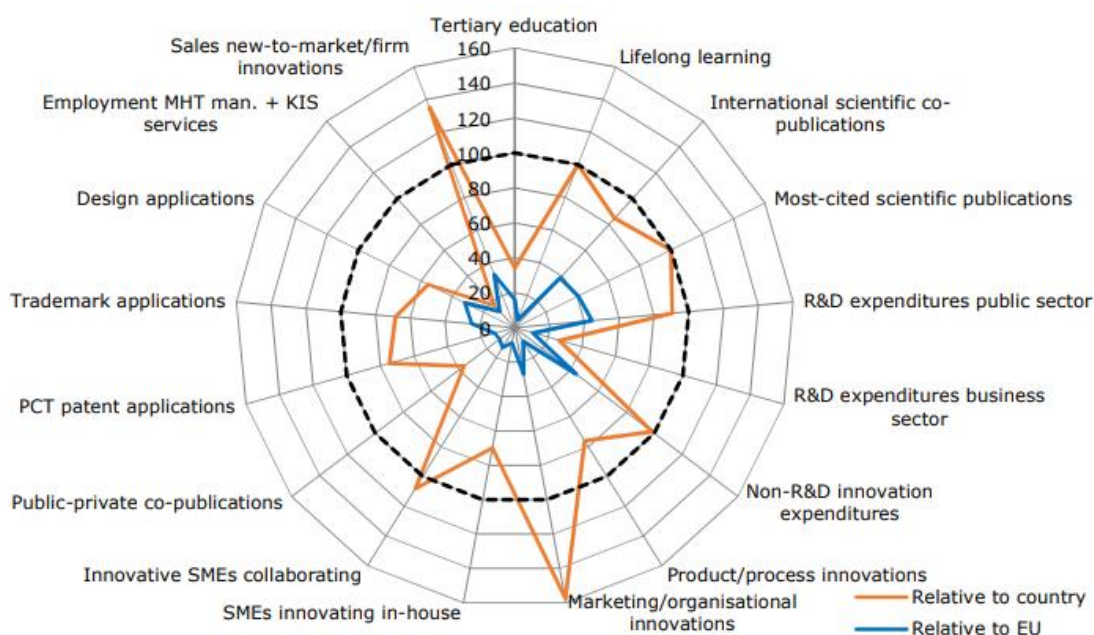 Tertiary education
Sales new-to-market/firm
innovations
Lifelong learning
Employment MHT man. + KIS
services
International scientific co-
publications
Design applications
Most-cited scientific publications
Trademark applications
R&D expenditures public sector
PCT patent applications
R&D expenditures business
sector
Public-private co-publications
Non-R&D innovation
expenditures
Innovative SMEs collaborating
Product/process innovations
SMEs innovating in-house
Marketing/organisational
innovations
160
140
120
100
80
60
40
20
0
Relative to country
Relative to EU